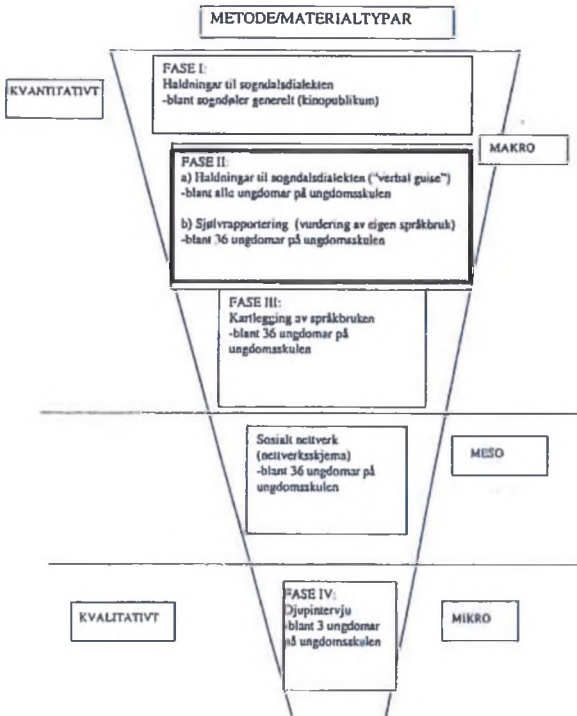 METODE/MATERIALTYPAR
KVANTITATIVT
FASE I:
Haldningar til sogndalsdialekten
-blant sogndøler generelt (kinopublikum)
MAKRO
FASE II:
a) Haldningar til sogndalsdialekten ("verbal guise")
-blant alle ungdomar på ungdomsskulen
b) Sjølvrapportering (vurdering av eigen språkbruk)
-blant 36 ungdomar på ungdomsskulen
FASE III:
Kartlegging av språkbruken
-blant 36 ungdomar på
ungdomsskulen
Sosialt nettverk
(nettverksskjema)
-blant 36 ungdomar på
ungdomsskulen
MESO
KVALITATIVT
FASE IV:
Djupintervju
-blant 3 ungdomar
på ungdomsskulen
MIKRO